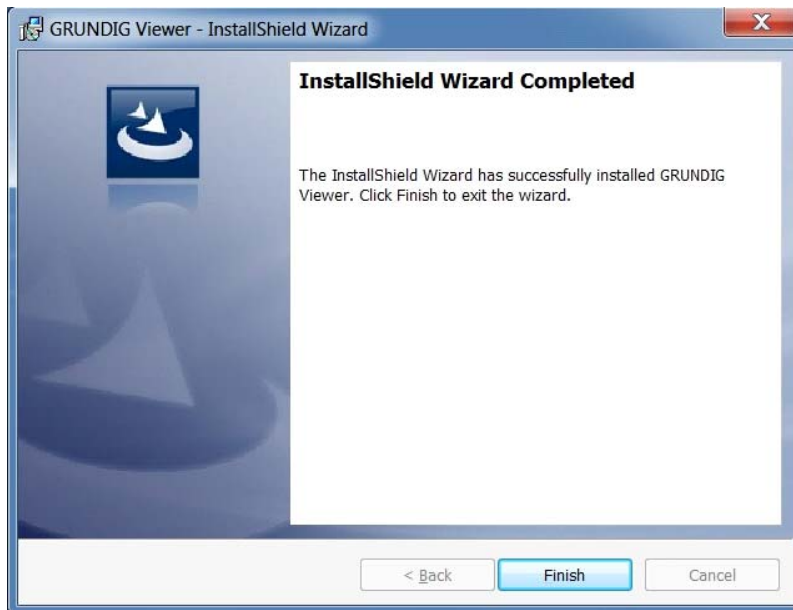 GRUNDIG Viewer - InstallShield Wizard
InstallShield Wizard Completed
The InstallShield Wizard has successfully installed GRUNDIG
Viewer. Click Finish to exit the wizard.
< Back
Finish
Cancel